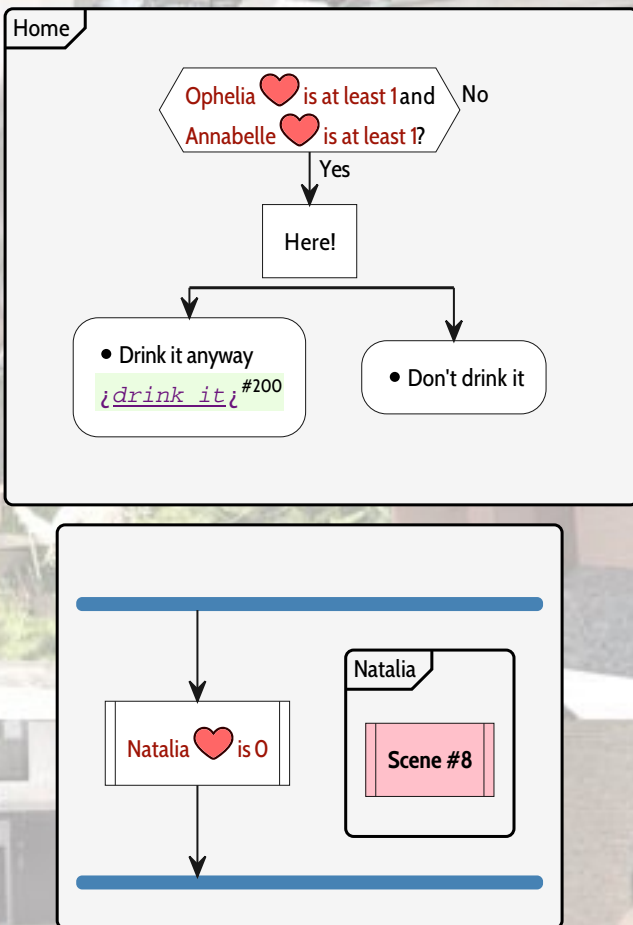 Home
Ophelia is at least 1 and
Annabelle is at least 1?
No
Yes
Here!
• Drink it anyway
¿drink it¿#200
• Don't drink it
Natalia is 0
Natalia
Scene #8